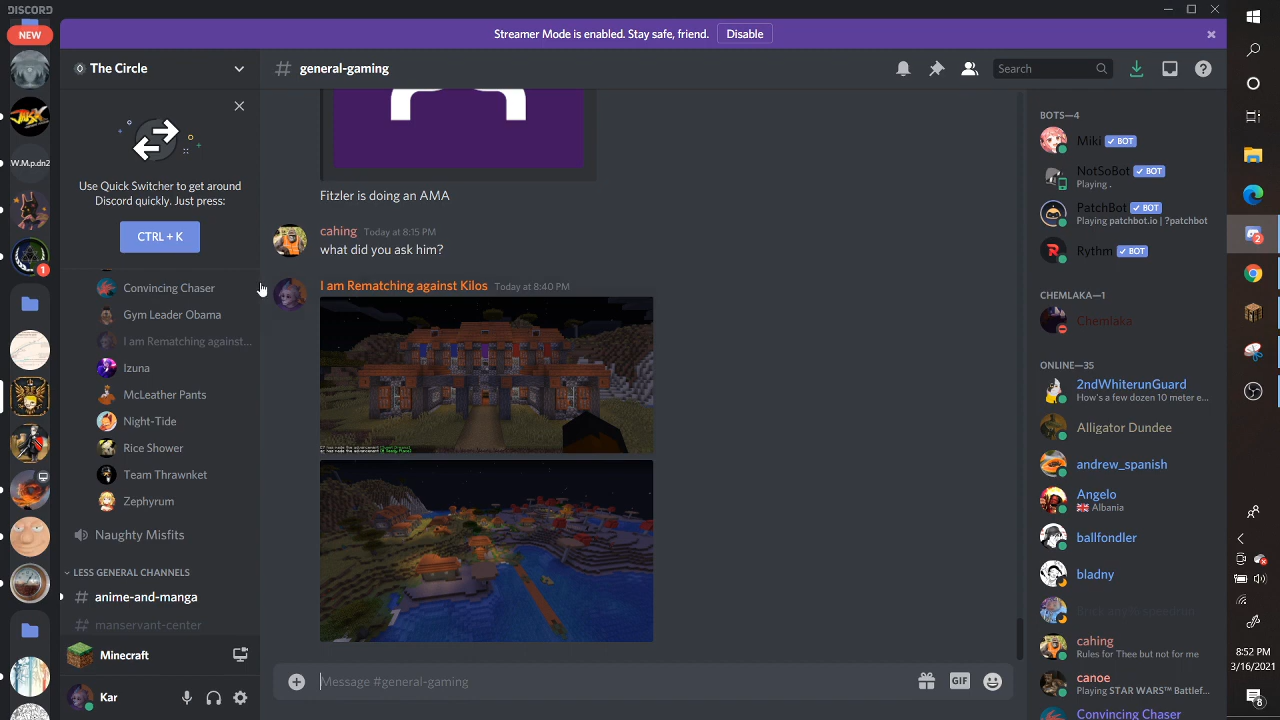 DISCORD
NEW
Streamer Mode is enabled. Stay safe, friend.
Disable
The Circle
general-gaming
Search
Use Quick Switcher to get around
Discord quickly. Just press:
CTRL + K
Convincing Chaser
Gym Leader Obama
I am Rematching against...
Izuna
McLeather Pants
Night-Tide
Rice Shower
Team Thrawnket
Zephyrum
Naughty Misfits
LESS GENERAL CHANNELS
anime-and-manga
manservant-center
Minecraft
Kar
W.M.p.dn2
1
Fitzler is doing an AMA
cahing Today at 8:15 PM
what did you ask him?
I am Rematching against Kilos Today at 8:40 PM
Message #general-gaming
GIF
BOTS—4
Miki BOT
NotSoBot BOT
Playing .
PatchBot BOT
Playing patchbot.io | ?patchbot
Rythm BOT
CHEMLAKA—1
Chemlaka
ONLINE—35
2ndWhiterunGuard
How's a few dozen 10 meter e...
Alligator Dundee
andrew_spanish
Angelo
Albania
ballfondler
bladny
cahing
Rules for Thee but not for me
canoe
Playing STAR WARS™ Battlef...
Convincing Chaser
2
8:52 PM
3/16/2021
8